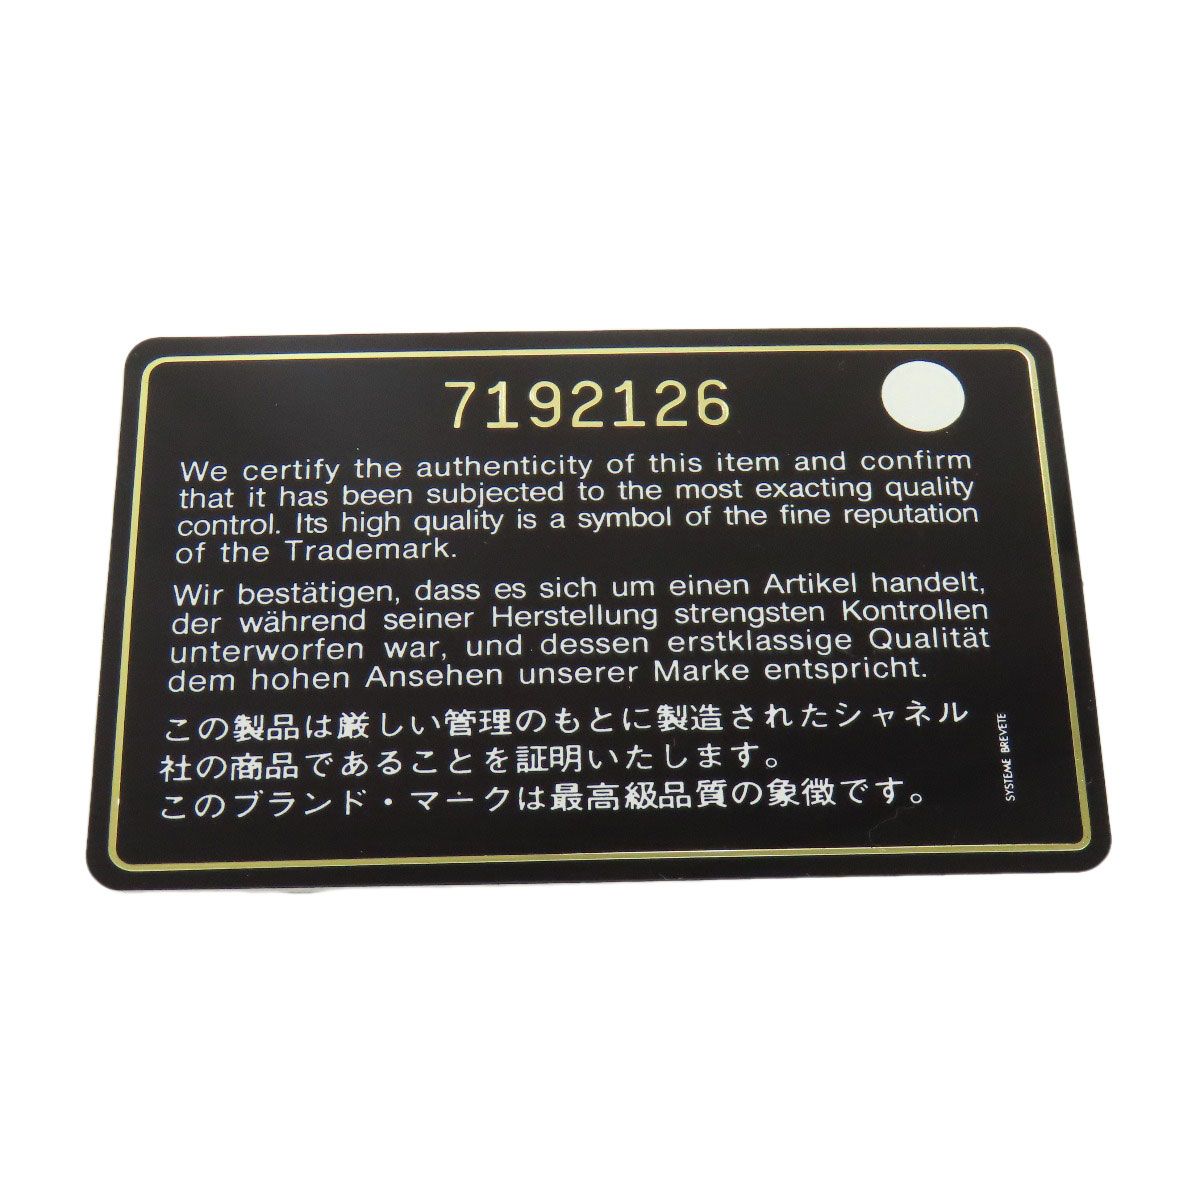 7192126
We certify the authenticity of this item and confirm
that it has been subjected to the most exacting quality
control. Its high quality is a symbol of the fine reputation
of the Trademark.
Wir bestätigen, dass es sich um einen Artikel handelt,
der während seiner Herstellung strengsten Kontrollen
unterworfen war, und dessen erstklassige Qualität
dem hohen Ansehen unserer Marke entspricht.
この製品は厳しい管理のもとに製造されたシャネル
社の商品であることを証明いたします。
このブランド・マークは最高級品質の象徴です。
SYSTEME BREVETE